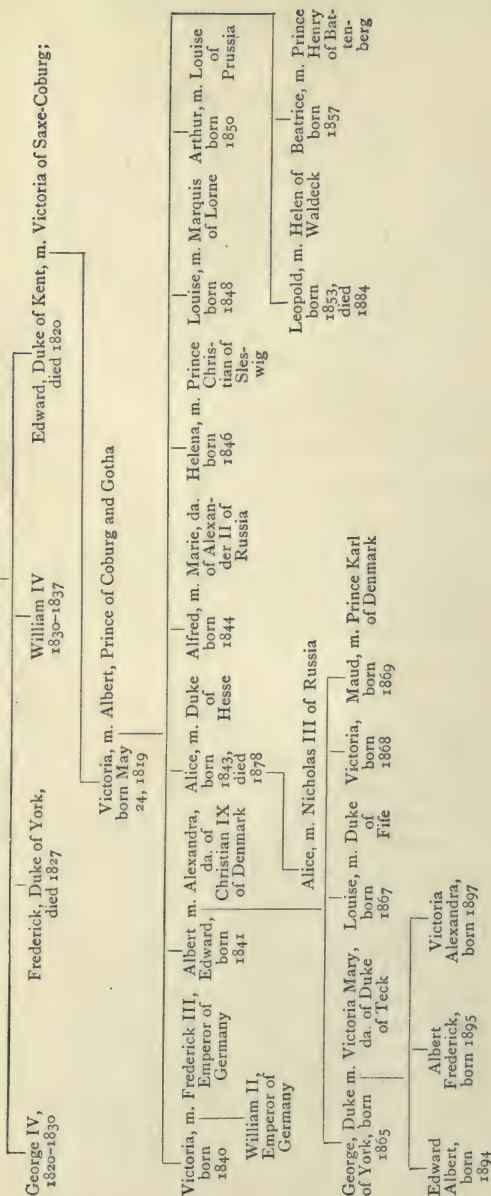 George IV,
1820–1830
Frederick, Duke of York,
died 1827
William IV
1830–1837
Edward, Duke of Kent, m. Victoria of Saxe-Coburg;
died 1820
Victoria, m. Albert, Prince of Coburg and Gotha
born May
24, 1819
Victoria, m. Frederick III,
born Emperor of
1840 Germany
William II,
Emperor of
Germany
Albert m. Alexandra,
Edward, da. of
born Christian IX
1841 of Denmark
Alice, m. Duke
born of
1843, Hesse
died
1878
Alice, m. Nicholas III of Russia
Alfred, m. Marie, da.
born of Alexan-
1844 der II of
Russia
Helena, m. Prince
born Chris-
1846 tian of
Sles-
wig
Louise, m. Marquis
born of Lorne
1848
Arthur, m. Louise
born of
1850 Prussia
Leopold, m. Helen of
born Waldeck
1853,
died
1884
Beatrice, m. Prince
born Henry
1857 of Bat-
ten-
berg
George, Duke m. Victoria Mary,
of York, born da. of Duke
1865 of Teck
Louise, m. Duke
born of
1867 Fife
Victoria,
born
1868
Maud, m. Prince Karl
born of Denmark
1869
Edward
Albert,
born
1894
Albert
Frederick,
born 1895
Victoria
Alexandra,
born 1897